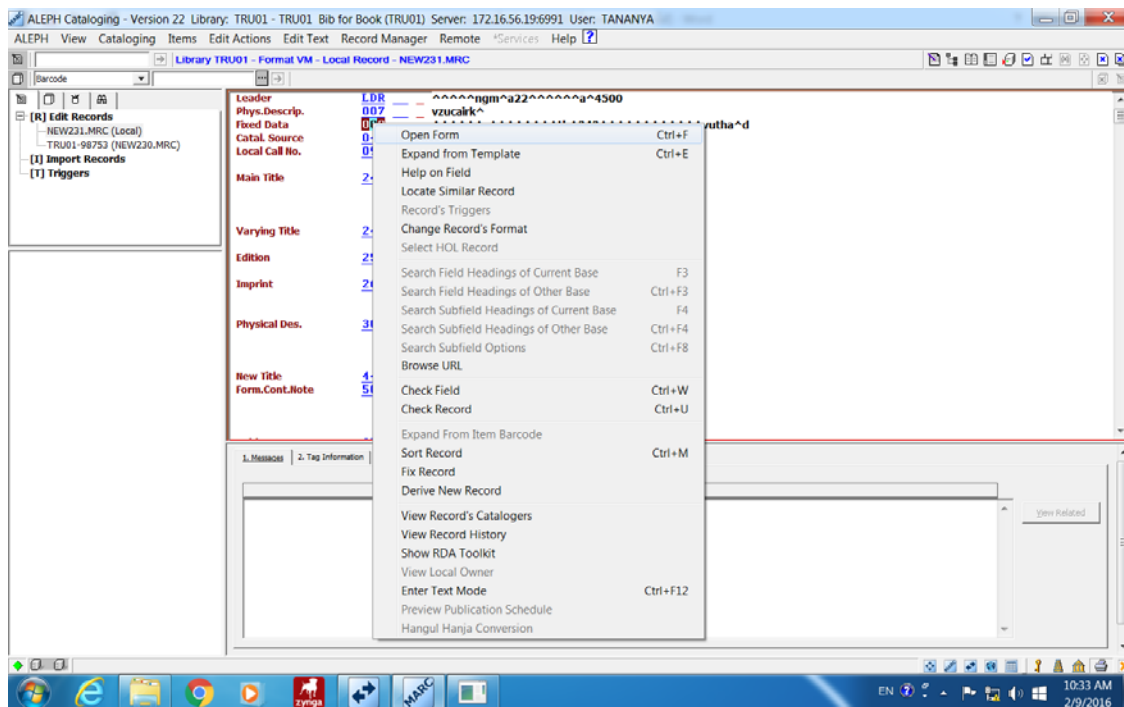 ALEPH Cataloging - Version 22 Library: TRU01 - TRU01 Bib for Book (TRU01) Server: 172.16.56.19:6991 User: TANANYA
ALEPH View Cataloging Items Edit Actions Edit Text Record Manager Remote *Services Help ?
Library TRU01 - Format VM - Local Record - NEW231.MRC
Barcode
[R] Edit Records
NEW231.MRC (Local)
TRU01-98753 (NEW230.MRC)
[I] Import Records
[T] Triggers
Leader LDR __ _ ^^^^^ngm^a22^^^^^^a^4500
Phys.Descrip. 007 __ _ vzucairk^
Fixed Data
Catal. Source
Local Call No.
Main Title
Varying Title
Edition
Imprint
Physical Des.
New Title
Form.Cont.Note
vutha^d
Open Form Ctrl+F
Expand from Template Ctrl+E
Help on Field
Locate Similar Record
Record's Triggers
Change Record's Format
Select HOL Record
Search Field Headings of Current Base F3
Search Field Headings of Other Base Ctrl+F3
Search Subfield Headings of Current Base F4
Search Subfield Headings of Other Base Ctrl+F4
Search Subfield Options Ctrl+F8
Browse URL
Check Field Ctrl+W
Check Record Ctrl+U
Expand From Item Barcode
Sort Record Ctrl+M
Fix Record
Derive New Record
View Record's Catalogers
View Record History
Show RDA Toolkit
View Local Owner
Enter Text Mode Ctrl+F12
Preview Publication Schedule
Hangul Hanja Conversion
1. Messages 2. Tag Information
View Related
zynga
MARC
EN
10:33 AM
2/9/2016